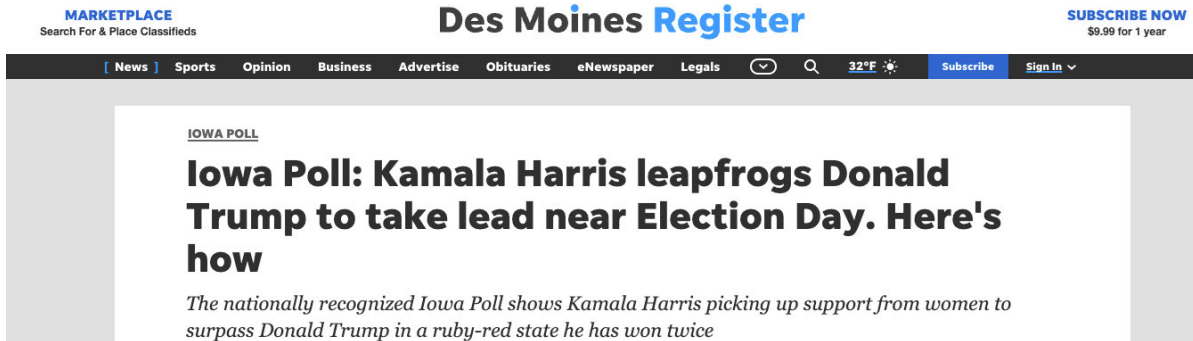 MARKETPLACE
Search For & Place Classifieds
Des Moines Register
SUBSCRIBE NOW
$9.99 for 1 year
[ News ] Sports Opinion Business Advertise Obituaries eNewspaper Legals 32°F Subscribe Sign In
IOWA POLL
Iowa Poll: Kamala Harris leapfrogs Donald
Trump to take lead near Election Day. Here's
how
The nationally recognized Iowa Poll shows Kamala Harris picking up support from women to
surpass Donald Trump in a ruby-red state he has won twice